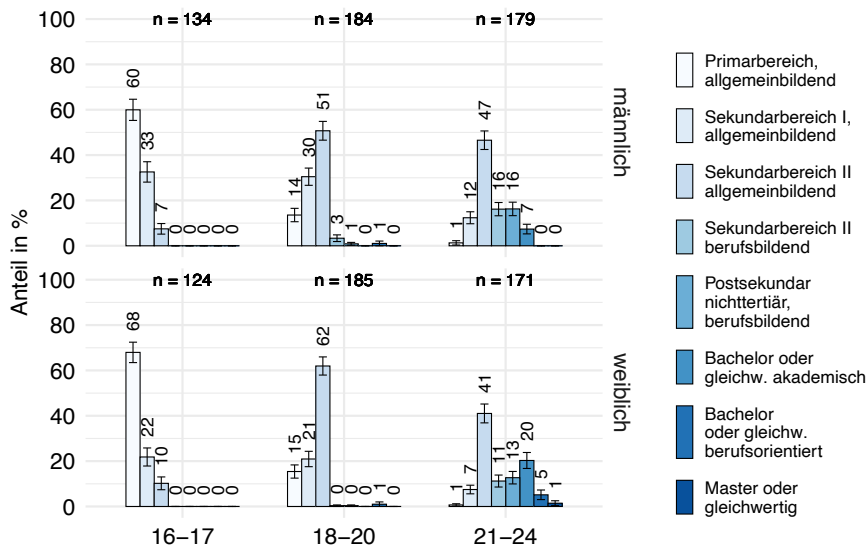 n = 134
n = 184
n = 179
100
80
60
40
20
0
60
33
7
0
0
0
0
0
14
30
51
3
1
0
1
0
1
12
47
16
16
7
0
0
männlich
n = 124
n = 185
n = 171
100
80
60
40
20
0
68
22
10
0
0
0
0
0
15
21
62
0
0
0
1
0
1
7
41
11
13
20
5
1
weiblich
Anteil in %
16–17
18–20
21–24
Primarbereich,
allgemeinbildend
Sekundarbereich I,
allgemeinbildend
Sekundarbereich II
allgemeinbildend
Sekundarbereich II
berufsbildend
Postsekundar
nichttertiär,
berufsbildend
Bachelor oder
gleichw. akademisch
Bachelor
oder gleichw.
berufsorientiert
Master oder
gleichwertig